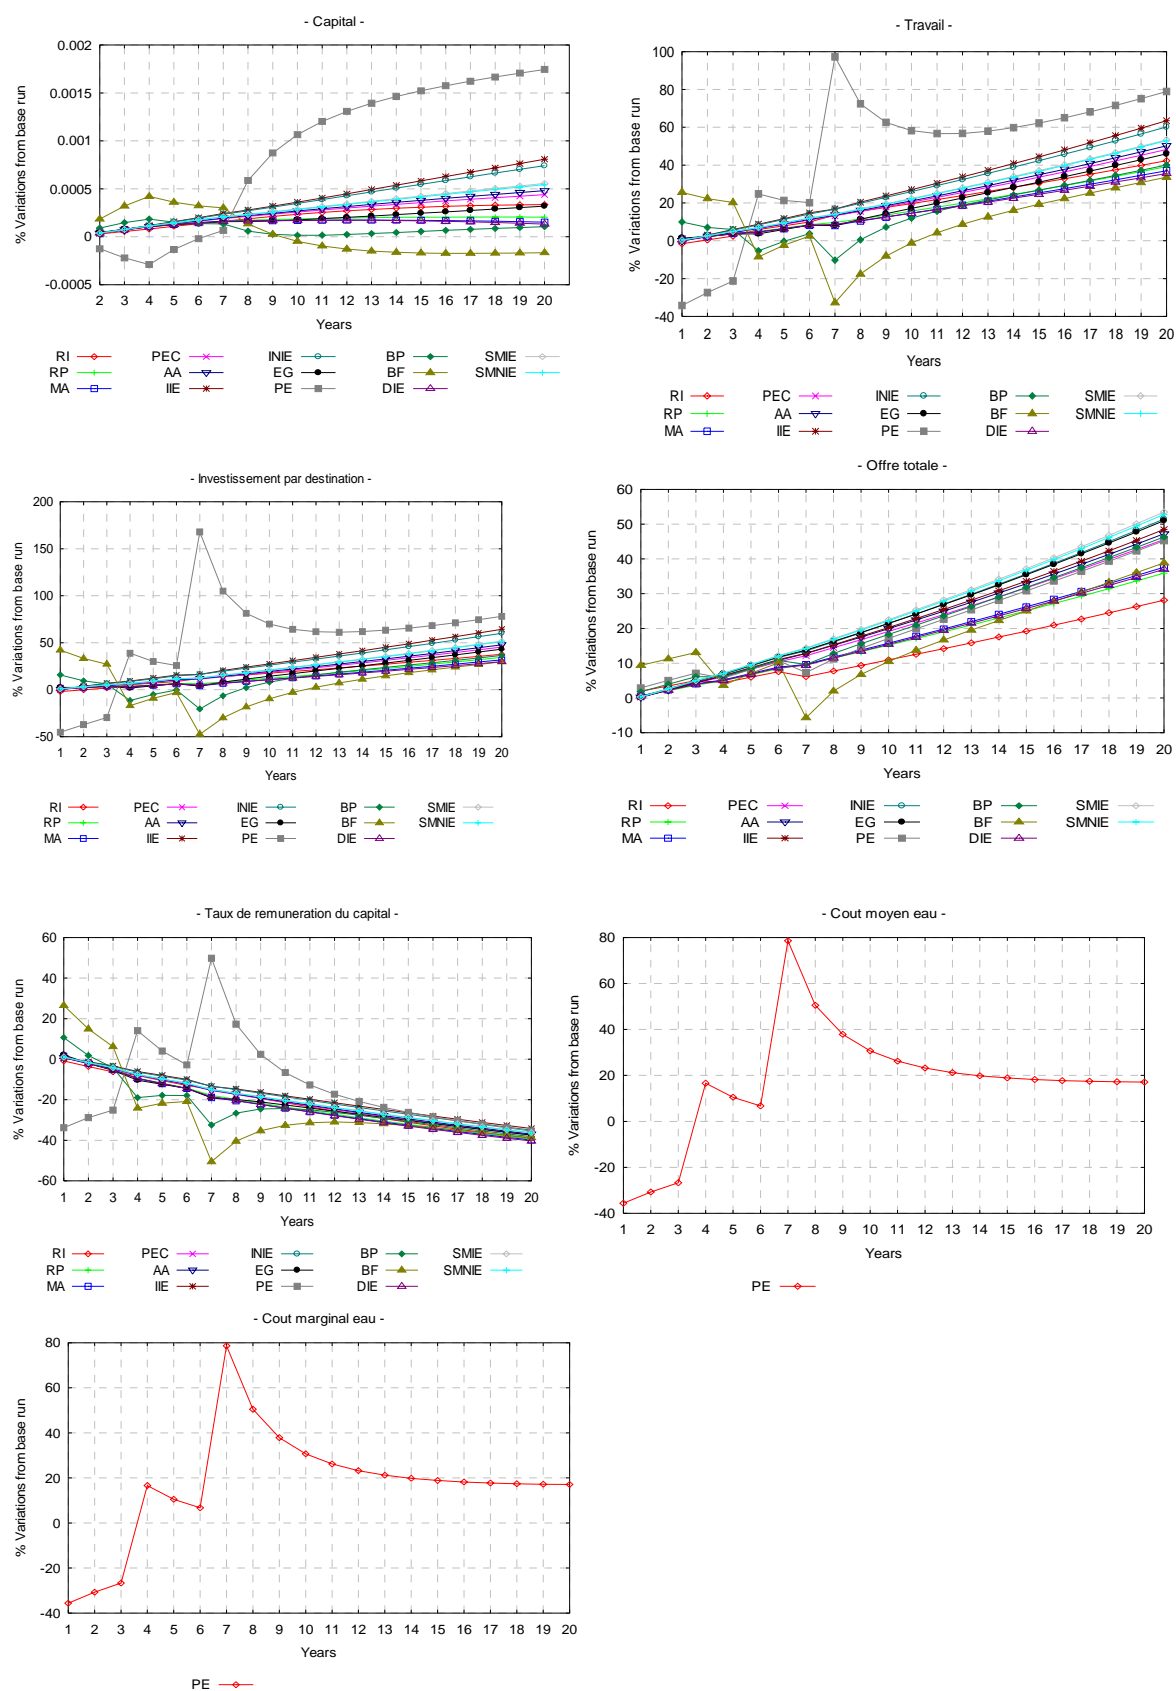 - Capital -
% Variations from base run
0.002
0.0015
0.001
0.0005
0
-0.0005
2 3 4 5 6 7 8 9 10 11 12 13 14 15 16 17 18 19 20
Years
RI PEC INIE BP SMIE
RP AA EG BF SMNIE
MA IIE PE DIE
- Travail -
% Variations from base run
100
80
60
40
20
0
-20
-40
1 2 3 4 5 6 7 8 9 10 11 12 13 14 15 16 17 18 19 20
Years
RI PEC INIE BP SMIE
RP AA EG BF SMNIE
MA IIE PE DIE
- Investissement par destination -
% Variations from base run
200
150
100
50
0
-50
1 2 3 4 5 6 7 8 9 10 11 12 13 14 15 16 17 18 19 20
Years
RI PEC INIE BP SMIE
RP AA EG BF SMNIE
MA IIE PE DIE
- Offre totale -
% Variations from base run
60
50
40
30
20
10
0
-10
1 2 3 4 5 6 7 8 9 10 11 12 13 14 15 16 17 18 19 20
Years
RI PEC INIE BP SMIE
RP AA EG BF SMNIE
MA IIE PE DIE
- Taux de remuneration du capital -
% Variations from base run
60
40
20
0
-20
-40
-60
1 2 3 4 5 6 7 8 9 10 11 12 13 14 15 16 17 18 19 20
Years
RI PEC INIE BP SMIE
RP AA EG BF SMNIE
MA IIE PE DIE
- Cout moyen eau -
% Variations from base run
80
60
40
20
0
-20
-40
1 2 3 4 5 6 7 8 9 10 11 12 13 14 15 16 17 18 19 20
Years
PE
- Cout marginal eau -
% Variations from base run
80
60
40
20
0
-20
-40
1 2 3 4 5 6 7 8 9 10 11 12 13 14 15 16 17 18 19 20
Years
PE